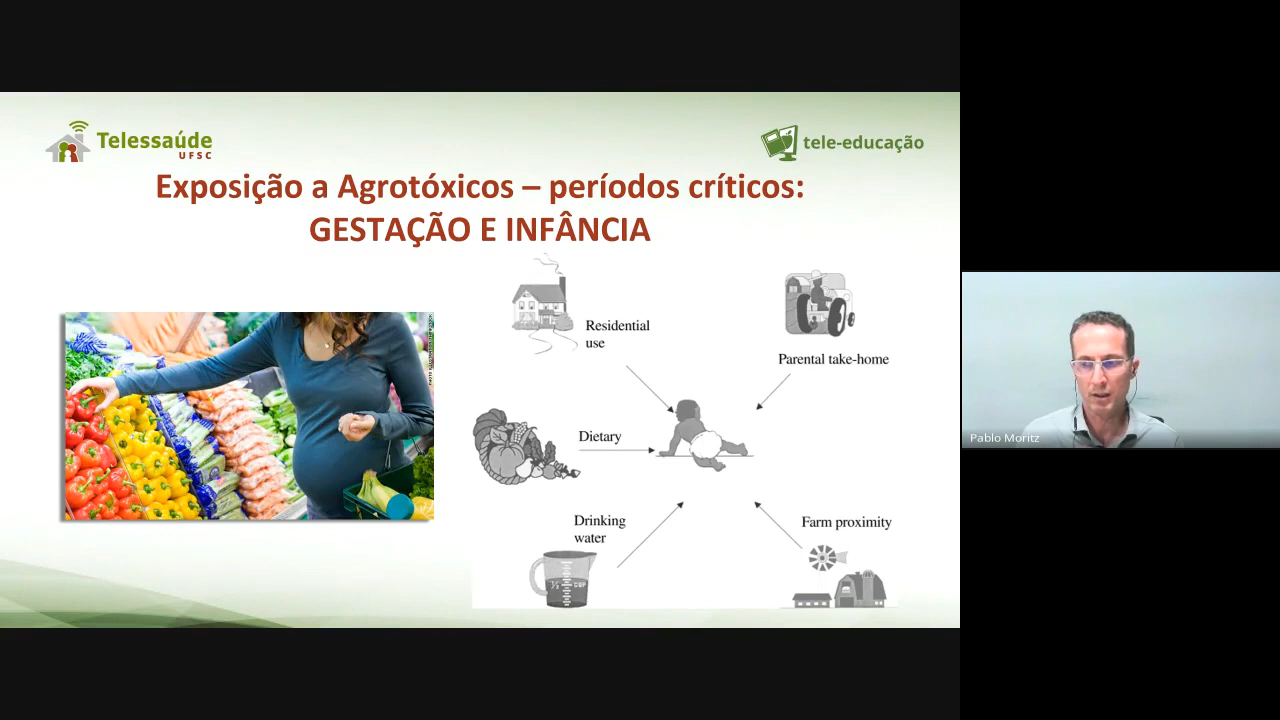 Telessaúde
UFSC
tele-educação
Exposição a Agrotóxicos – períodos críticos:
GESTAÇÃO E INFÂNCIA
Residential
use
Parental take-home
Dietary
Drinking
water
Farm proximity
Pablo Moritz